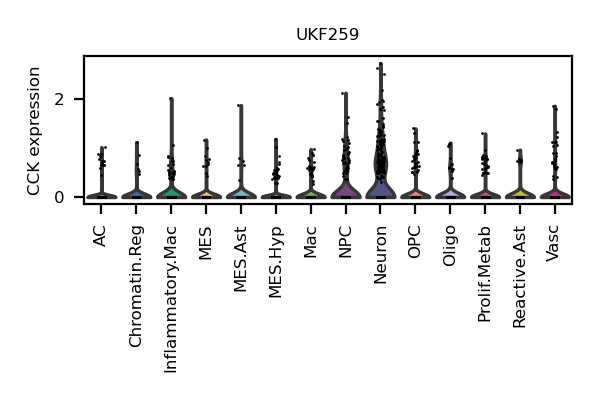 UKF259
CCK expression
2
0
AC
Chromatin.Reg
Inflammatory.Mac
MES
MES.Ast
MES.Hyp
Mac
NPC
Neuron
OPC
Oligo
Prolif.Metab
Reactive.Ast
Vasc